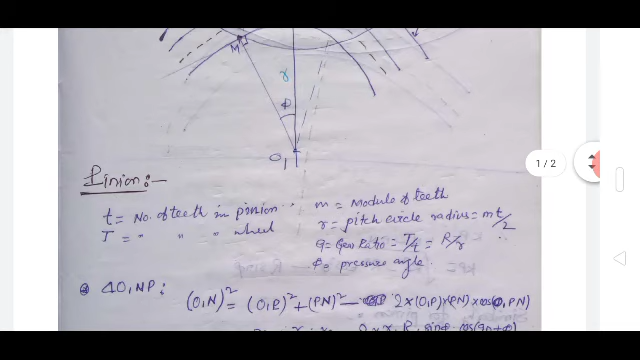 M
r
φ
O₁
1/2
Pinion:-
t = No. of teeth in pinion
T = " " " wheel
m = Module of teeth
r = pitch circle radius = mt/2
G = Gear Ratio = T/t = R/r
φ = pressure angle.
ΔO₁NP:
(O₁N)² = (O₁P)² + (PN)² - 2×(O₁P)×(PN)×cos(O₁PN)